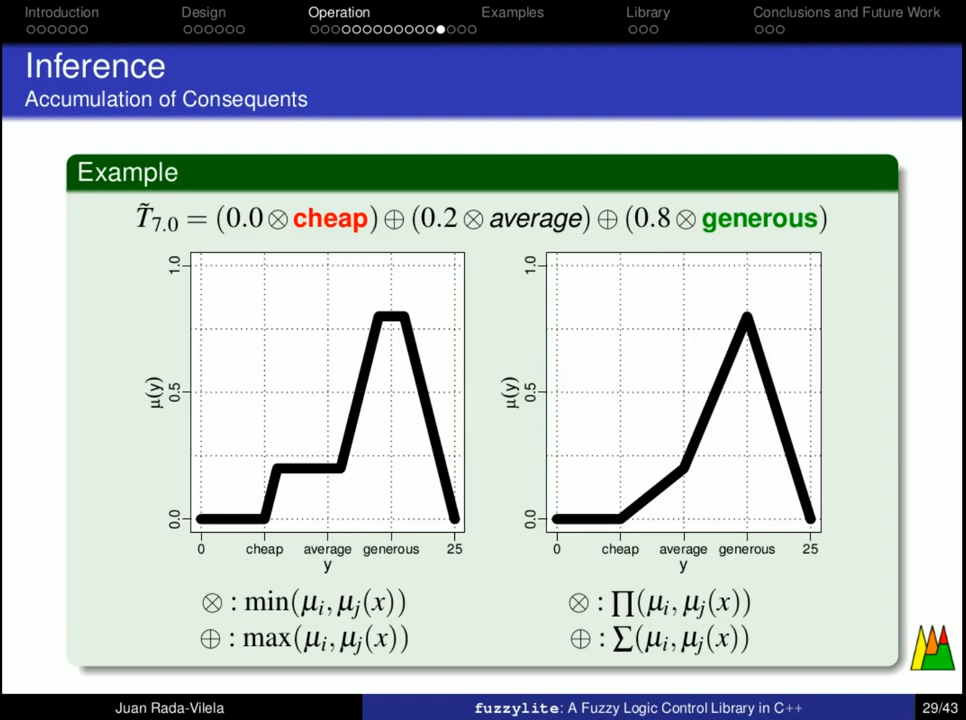 Introduction Design Operation Examples Library Conclusions and Future Work
Inference
Accumulation of Consequents
Example
T̃7.0 = (0.0 ⊗ cheap) ⊕ (0.2 ⊗ average) ⊕ (0.8 ⊗ generous)
μ(y)
1.0
0.5
0.0
0 cheap average generous 25
y
μ(y)
1.0
0.5
0.0
0 cheap average generous 25
y
⊗ : min(μi, μj(x))
⊕ : max(μi, μj(x))
⊗ : ∏(μi, μj(x))
⊕ : ∑(μi, μj(x))
Juan Rada-Vilela fuzzylite: A Fuzzy Logic Control Library in C++ 29/43